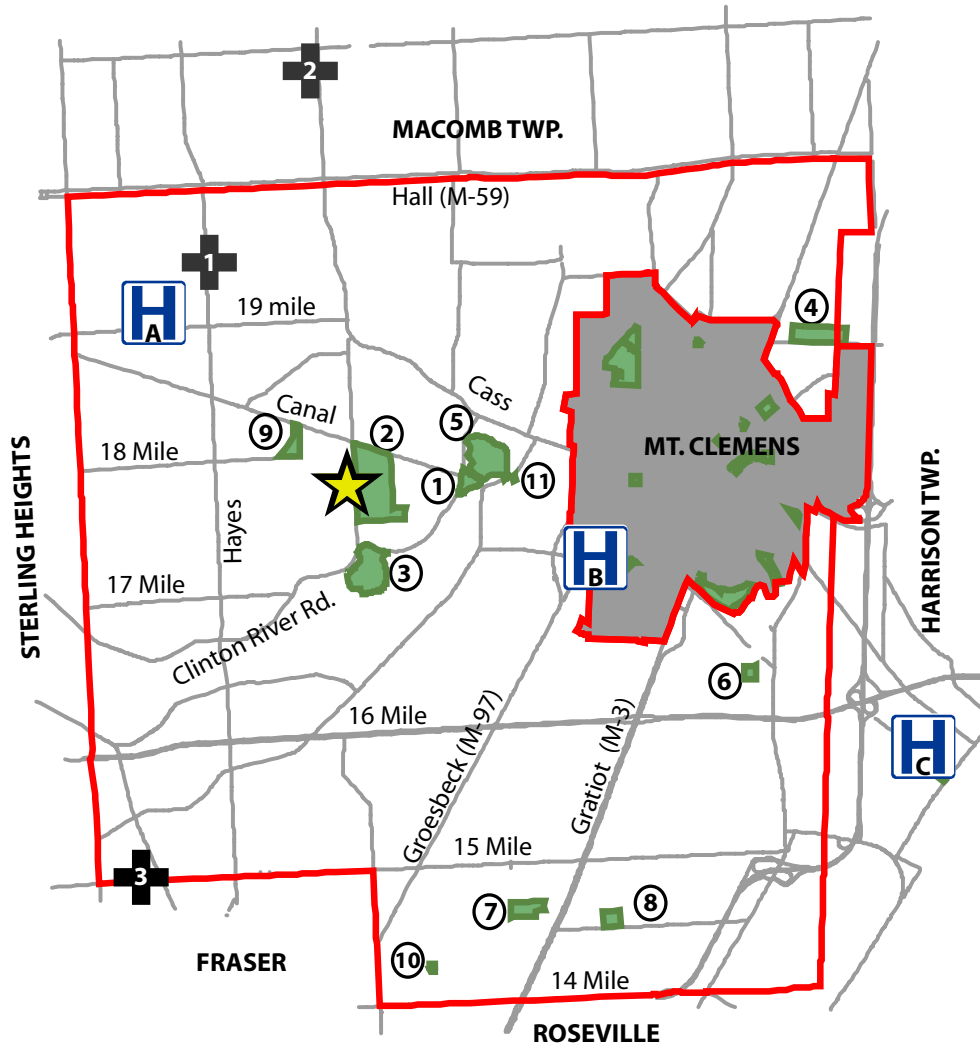 2
MACOMB TWP.
Hall (M-59)
1
H
A
19 mile
4
Cass
Canal
5
9
2
18 Mile
MT. CLEMENS
1
11
STERLING HEIGHTS
Hayes
HARRISON TWP.
H
B
3
17 Mile
Clinton River Rd.
6
16 Mile
Groesbeck (M-97)
Gratiot (M-3)
H
C
15 Mile
3
7
8
FRASER
10
14 Mile
ROSEVILLE